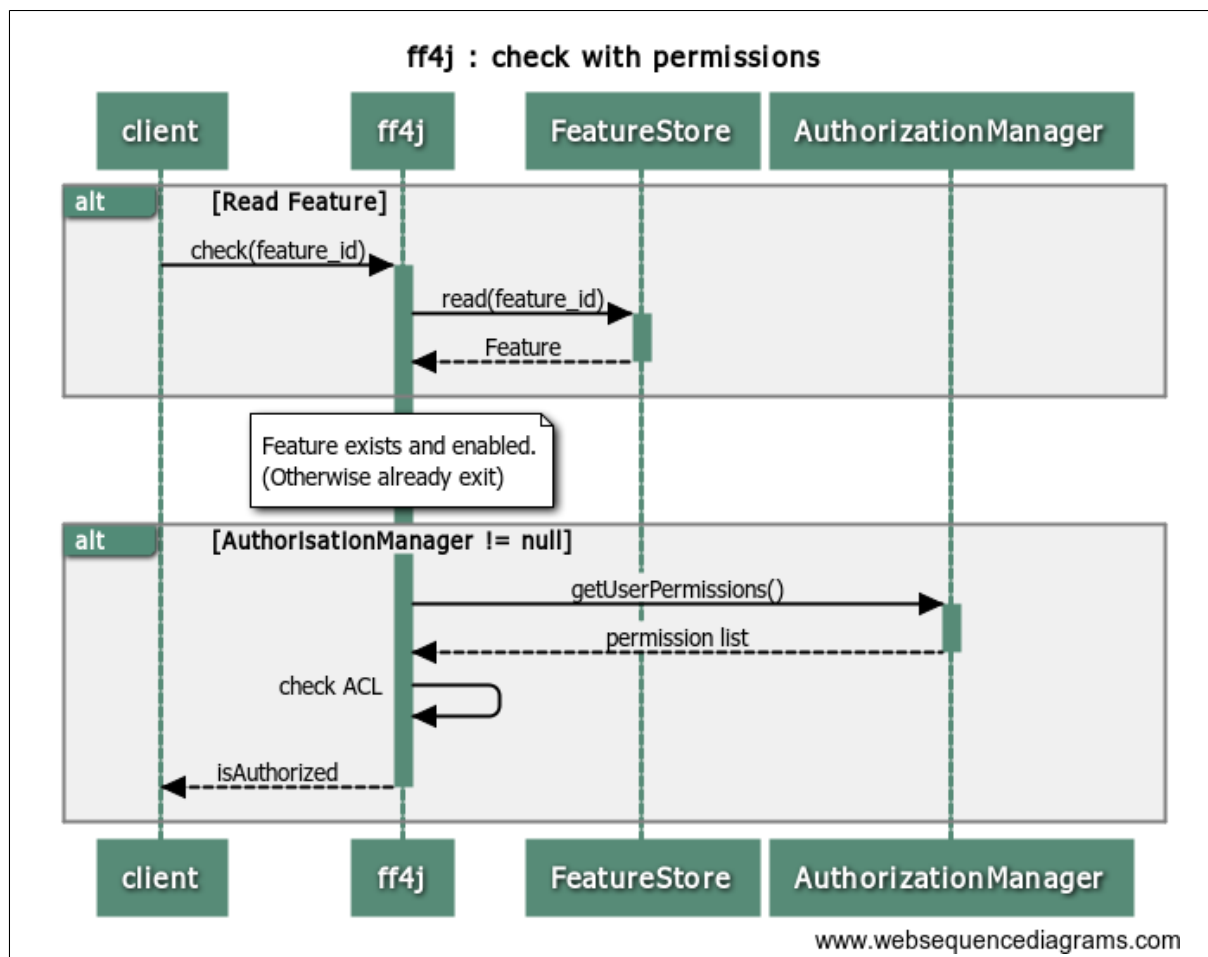 ff4j : check with permissions
client
ff4j
FeatureStore
AuthorizationManager
alt
[Read Feature]
check(feature_id)
read(feature_id)
Feature
Feature exists and enabled.
(Otherwise already exit)
alt
[AuthorisationManager != null]
getUserPermissions()
permission list
check ACL
isAuthorized
client
ff4j
FeatureStore
AuthorizationManager
www.websequencediagrams.com